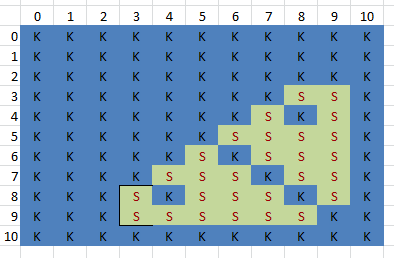 0 1 2 3 4 5 6 7 8 9 10
0 K K K K K K K K K K K
1 K K K K K K K K K K K
2 K K K K K K K K K K K
3 K K K K K K K K S S K
4 K K K K K K K S K S K
5 K K K K K K S S S S K
6 K K K K K S K S S S K
7 K K K K S S S K S S K
8 K K K S K S S S K S K
9 K K K S S S S S S K K
10 K K K K K K K K K K K